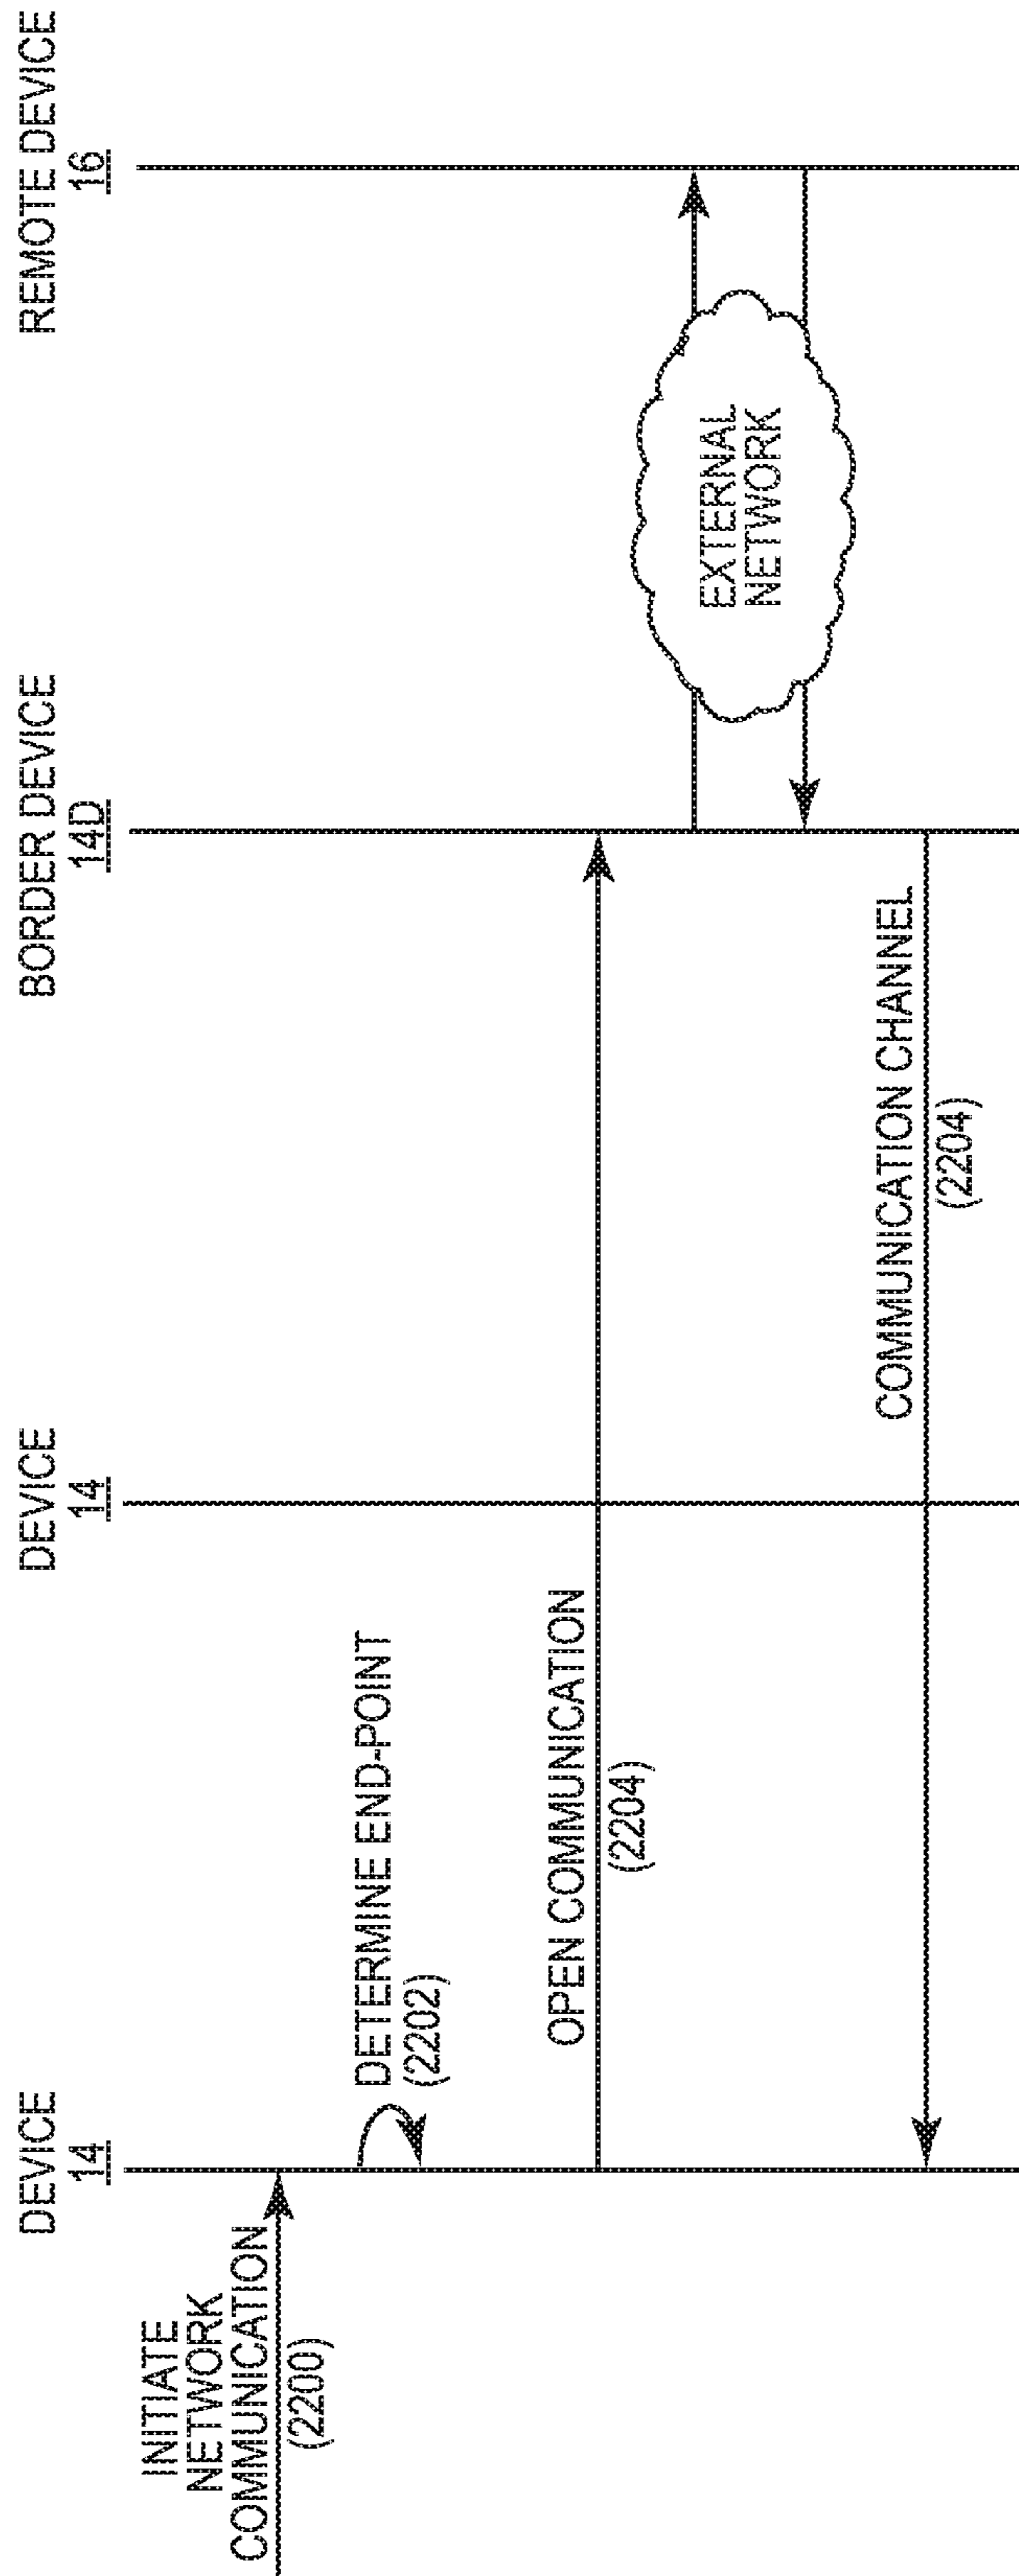 DEVICE
14
DEVICE
14
BORDER DEVICE
14D
REMOTE DEVICE
16
INITIATE
NETWORK
COMMUNICATION
(2200)
DETERMINE END-POINT
(2202)
OPEN COMMUNICATION
(2204)
EXTERNAL
NETWORK
COMMUNICATION CHANNEL
(2204)